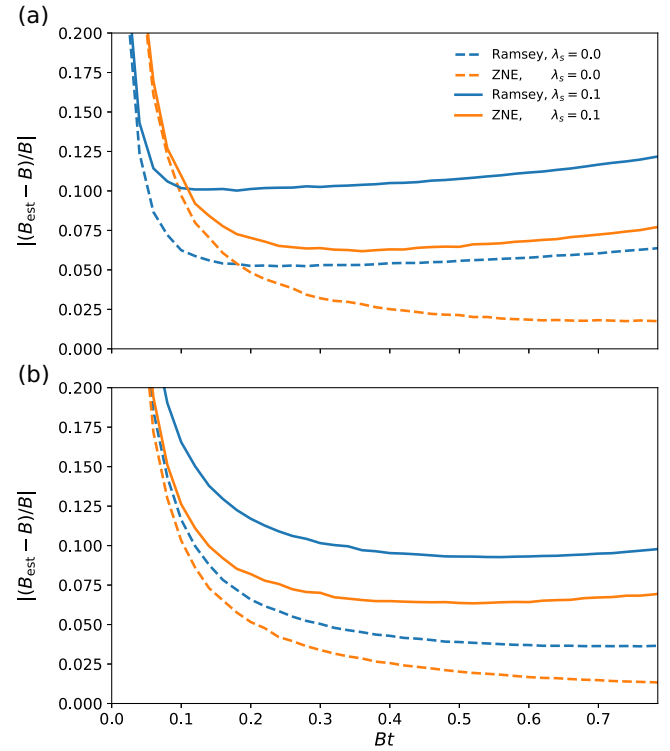 (a)
|(B_est − B)/B|
0.200
0.175
0.150
0.125
0.100
0.075
0.050
0.025
0.000
Ramsey, λ_s = 0.0
ZNE, λ_s = 0.0
Ramsey, λ_s = 0.1
ZNE, λ_s = 0.1
(b)
|(B_est − B)/B|
0.200
0.175
0.150
0.125
0.100
0.075
0.050
0.025
0.000
0.0 0.1 0.2 0.3 0.4 0.5 0.6 0.7
Bt